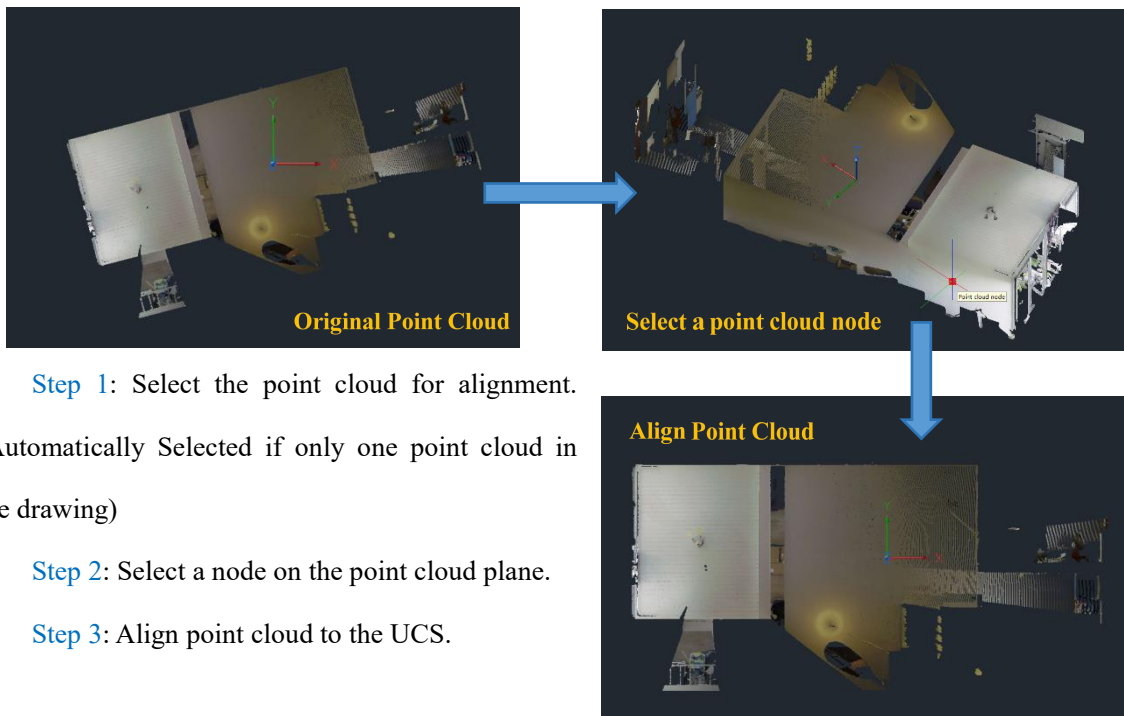 Original Point Cloud
Select a point cloud node
Point cloud node
Y
X
Step 1: Select the point cloud for alignment.
Automatically Selected if only one point cloud in
e drawing)
Align Point Cloud
Step 2: Select a node on the point cloud plane.
Step 3: Align point cloud to the UCS.
Y
X